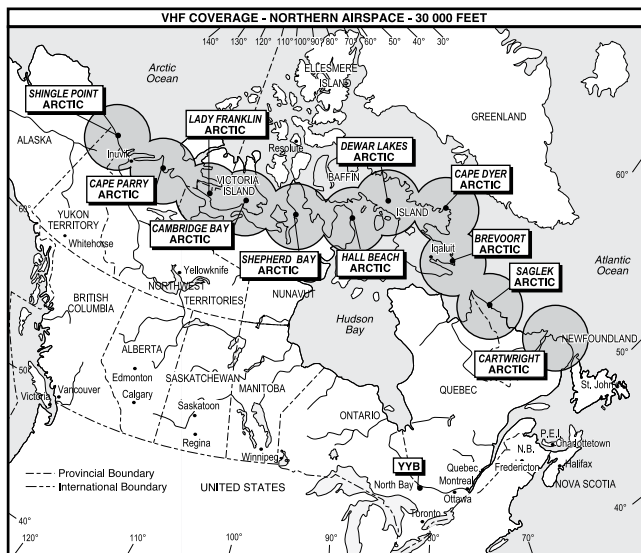 VHF COVERAGE - NORTHERN AIRSPACE - 30 000 FEET
140° 130° 120° 110° 100° 90° 80° 70° 60° 50° 40° 30°
Arctic
Ocean
ELLESMERE
ISLAND
GREENLAND
SHINGLE POINT
ARCTIC
LADY FRANKLIN
ARCTIC
Resolute
DEWAR LAKES
ARCTIC
ALASKA
Inuvik
CAPE PARRY
ARCTIC
VICTORIA
ISLAND
BAFFIN
ISLAND
CAPE DYER
ARCTIC
60°
60°
YUKON
TERRITORY
Whitehorse
CAMBRIDGE BAY
ARCTIC
SHEPHERD BAY
ARCTIC
HALL BEACH
ARCTIC
Iqaluit
BREVOORT
ARCTIC
Atlantic
Ocean
Yellowknife
NORTHWEST
TERRITORIES
NUNAVUT
SAGLEK
ARCTIC
BRITISH
COLUMBIA
Hudson
Bay
NEWFOUNDLAND
50°
ALBERTA
CARTWRIGHT
ARCTIC
50°
Edmonton
SASKATCHEWAN
MANITOBA
QUEBEC
St. John's
Vancouver
Victoria
Calgary
Saskatoon
ONTARIO
Regina
Winnipeg
P.E.I.
Charlottetown
N.B.
YYB
Quebec
Fredericton
Halifax
Provincial Boundary
International Boundary
UNITED STATES
North Bay
Montreal
Ottawa
NOVA SCOTIA
Toronto
40°
40°
120° 110° 100° 90° 80° 70°